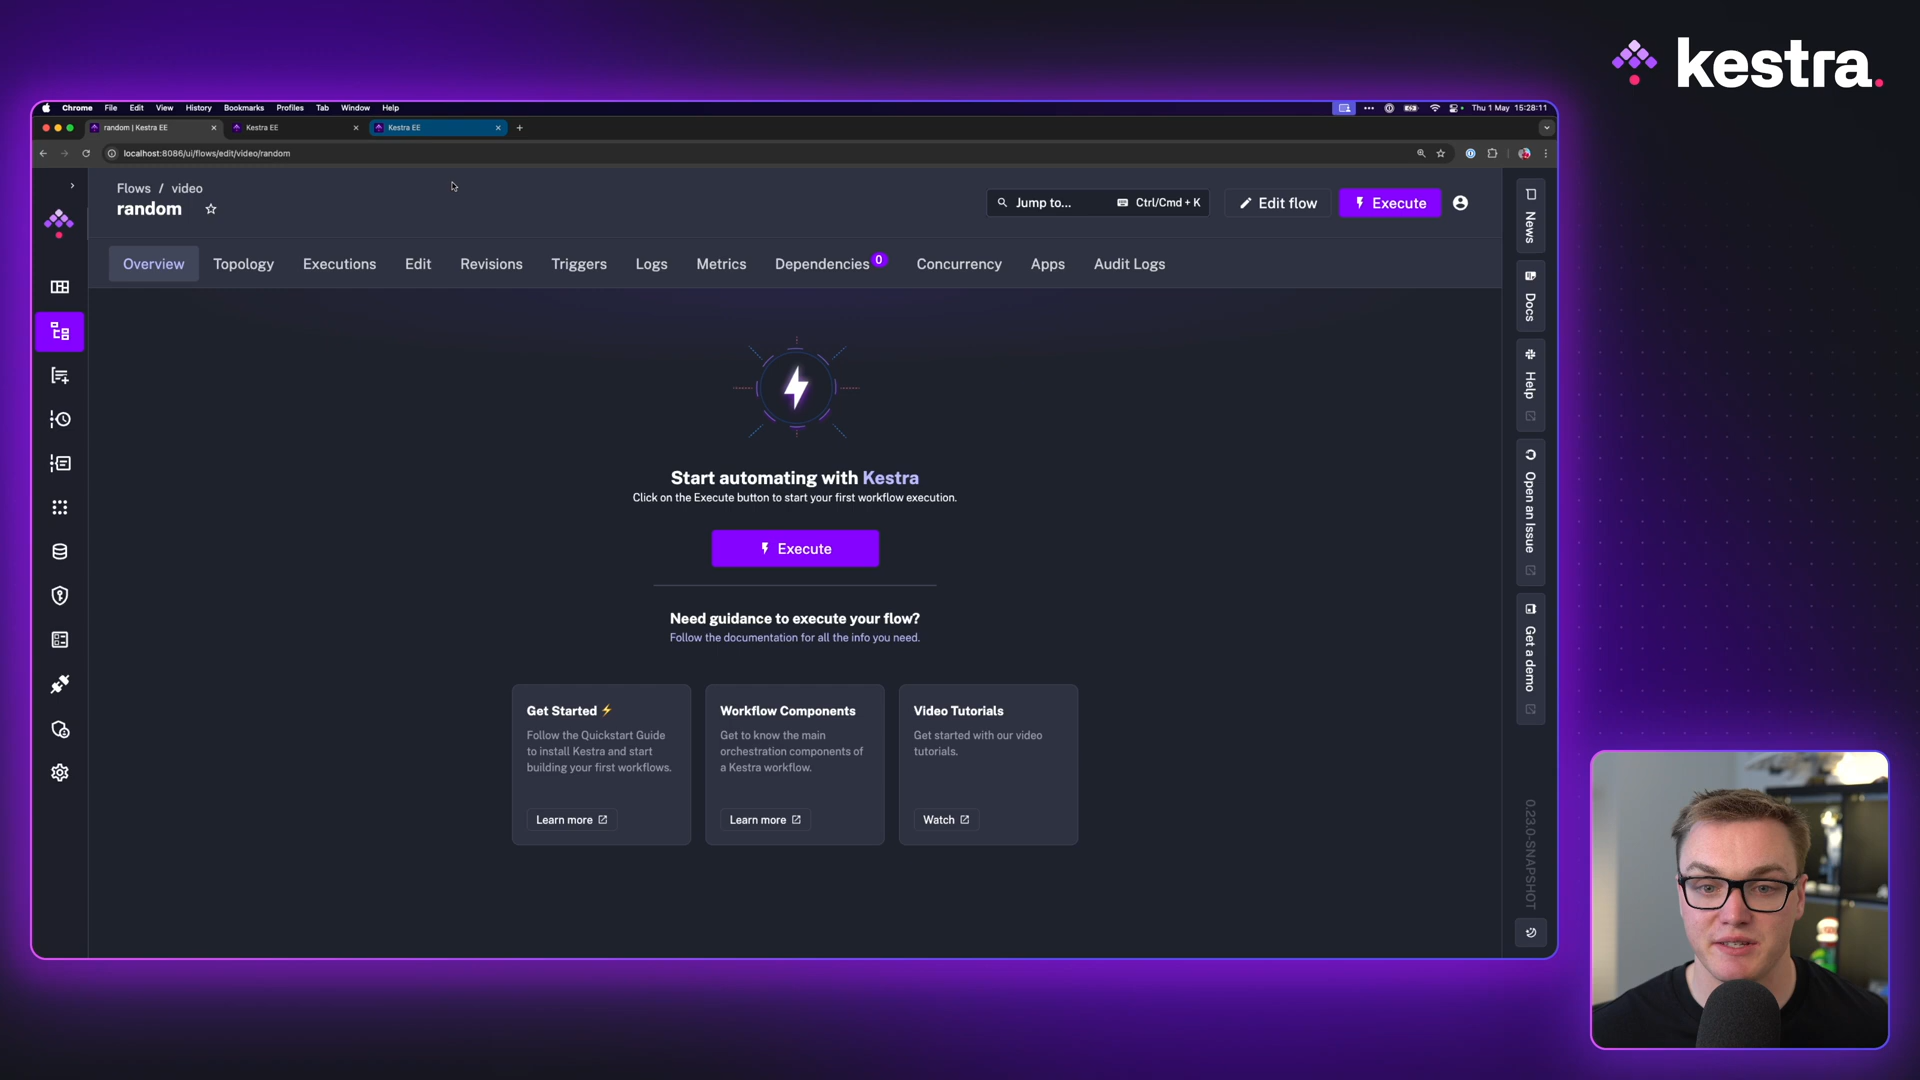 kestra.
Chrome File Edit View History Bookmarks Profiles Tab Window Help
Thu 1 May 15:28:11
random | Kestra EE
Kestra EE
Kestra EE
localhost:8086/ui/flows/edit/video/random
Flows / video
random
Jump to...
Ctrl/Cmd + K
Edit flow
Execute
Overview
Topology
Executions
Edit
Revisions
Triggers
Logs
Metrics
Dependencies 0
Concurrency
Apps
Audit Logs
Start automating with Kestra
Click on the Execute button to start your first workflow execution.
Execute
Need guidance to execute your flow?
Follow the documentation for all the info you need.
Get Started ⚡
Follow the Quickstart Guide
to install Kestra and start
building your first workflows.
Learn more
Workflow Components
Get to know the main
orchestration components of
a Kestra workflow.
Learn more
Video Tutorials
Get started with our video
tutorials.
Watch
News
Docs
Help
Open an Issue
Get a demo
0.23.0-SNAPSHOT